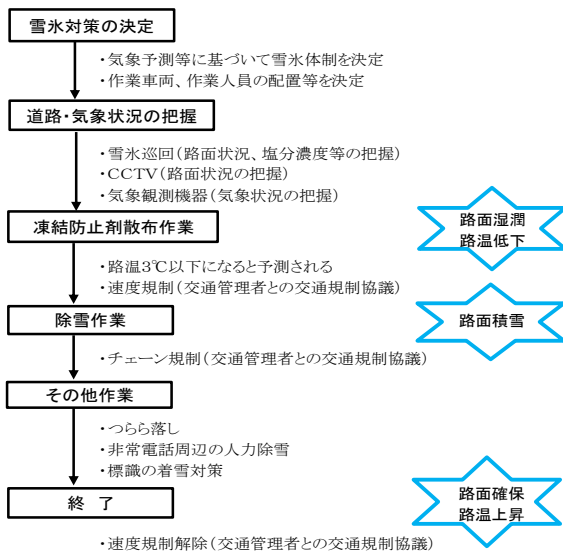 雪氷対策の決定
・気象予測等に基づいて雪氷体制を決定
・作業車両、作業人員の配置等を決定
道路・気象状況の把握
・雪氷巡回(路面状況、塩分濃度等の把握)
・CCTV(路面状況の把握)
・気象観測機器(気象状況の把握)
凍結防止剤散布作業
路面湿潤
路温低下
・路温3℃以下になると予測される
・速度規制(交通管理者との交通規制協議)
除雪作業
路面積雪
・チェーン規制(交通管理者との交通規制協議)
その他作業
・つらら落し
・非常電話周辺の人力除雪
・標識の着雪対策
終 了
路面確保
路温上昇
・速度規制解除(交通管理者との交通規制協議)